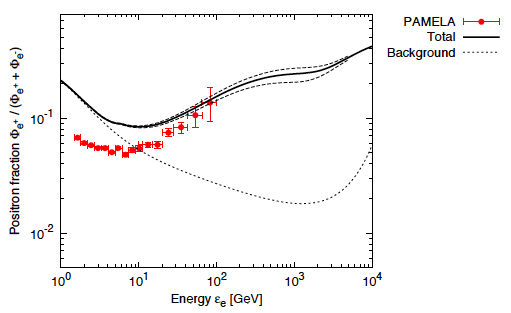 PAMELA
Total
Background
Positron fraction Φe+ / (Φe+ + Φe-)
10-1
10-2
100
101
102
103
104
Energy εe [GeV]